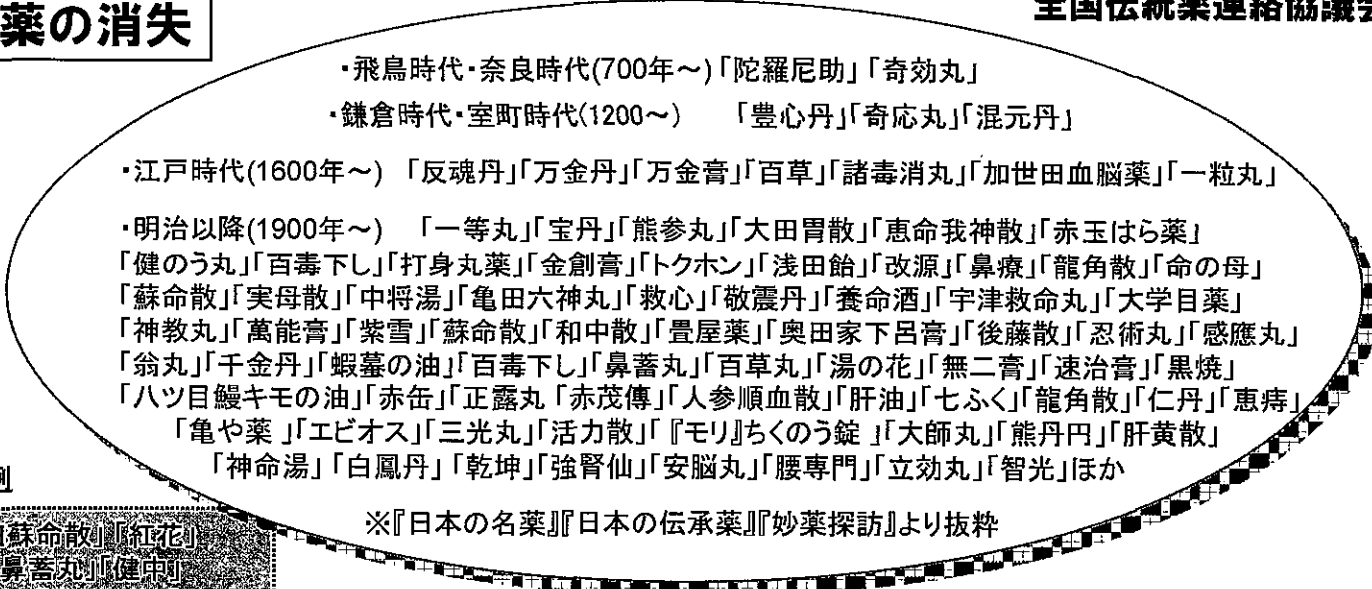 薬の消失
全国伝統薬連絡協議会
・飛鳥時代・奈良時代(700年～)「陀羅尼助」「奇効丸」
・鎌倉時代・室町時代(1200～) 「豊心丹」「奇応丸」「混元丹」
・江戸時代(1600年～) 「反魂丹」「万金丹」「万金膏」「百草」「諸毒消丸」「加世田血脳薬」「一粒丸」
・明治以降(1900年～) 「一等丸」「宝丹」「熊参丸」「大田胃散」「恵命我神散」「赤玉はら薬」
「健のう丸」「百毒下し」「打身丸薬」「金創膏」「トクホン」「浅田飴」「改源」「鼻療」「龍角散」「命の母」
「蘇命散」「実母散」「中将湯」「亀田六神丸」「救心」「敬震丹」「養命酒」「宇津救命丸」「大学目薬」
「神教丸」「萬能膏」「紫雪」「蘇命散」「和中散」「畳屋薬」「奥田家下呂膏」「後藤散」「忍術丸」「感應丸」
「翁丸」「千金丹」「蝦蟇の油」「百毒下し」「鼻蓄丸」「百草丸」「湯の花」「無二膏」「速治膏」「黒焼」
「八ツ目鰻キモの油」「赤缶」「正露丸「赤茂傳」「人参順血散」「肝油」「七ふく」「龍角散」「仁丹」「恵痔」
「亀や薬 」「エビオス」「三光丸」「活力散」「『モリ』ちくのう錠 」「大師丸」「熊丹円」「肝黄散」
「神命湯」「白鳳丹」「乾坤」「強腎仙」「安脳丸」「腰専門」「立効丸」「智光」ほか
※『日本の名薬』『日本の伝承薬』『妙薬探訪』より抜粋
例
蘇命散」「紅花」
鼻蓄丸」「健中」